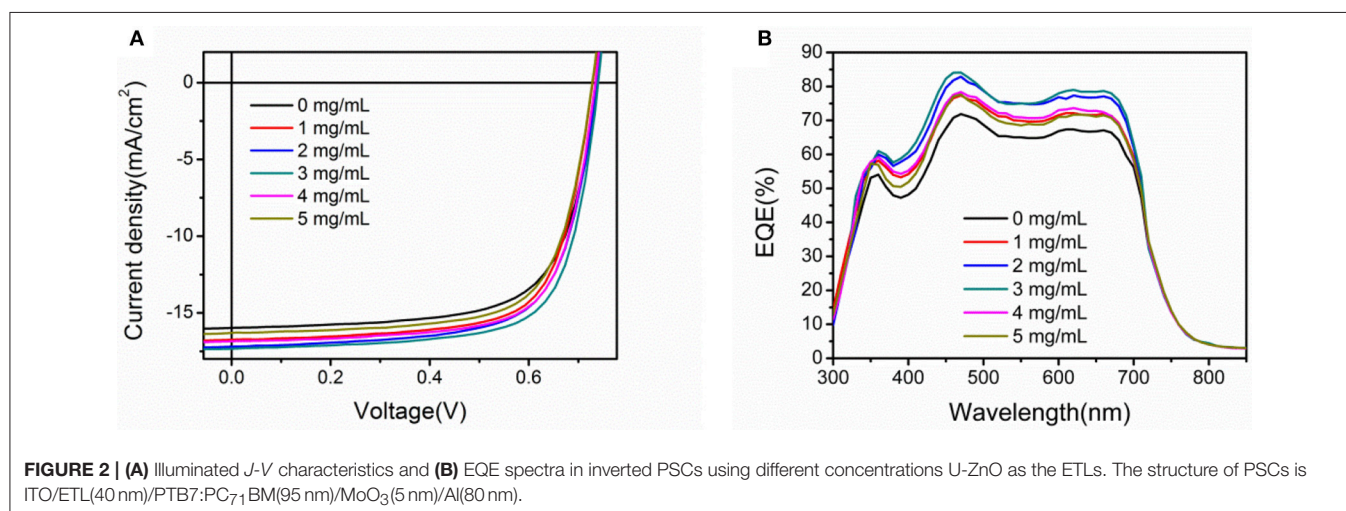 A
0
-5
-10
-15
Current density(mA/cm²)
0 mg/mL
1 mg/mL
2 mg/mL
3 mg/mL
4 mg/mL
5 mg/mL
0.0 0.2 0.4 0.6
Voltage(V)
B
90
80
70
60
50
40
30
20
10
0
EQE(%)
0 mg/mL
1 mg/mL
2 mg/mL
3 mg/mL
4 mg/mL
5 mg/mL
300 400 500 600 700 800
Wavelength(nm)
FIGURE 2 | (A) Illuminated J-V characteristics and (B) EQE spectra in inverted PSCs using different concentrations U-ZnO as the ETLs. The structure of PSCs is
ITO/ETL(40 nm)/PTB7:PC₇₁BM(95 nm)/MoO₃(5 nm)/Al(80 nm).